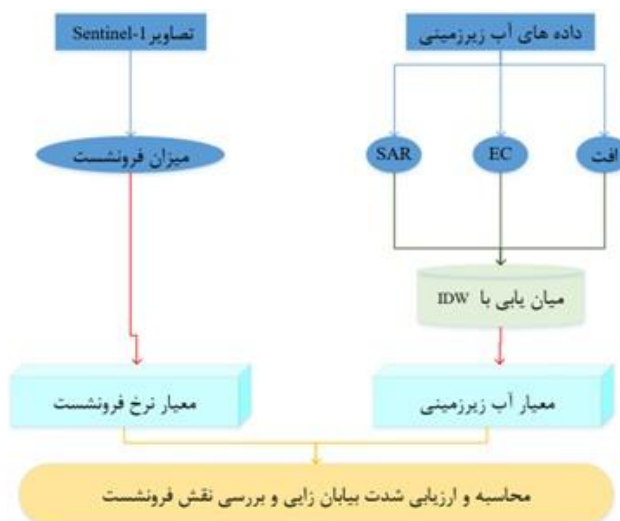 داده های آب زیرزمینی
تصاویر Sentinel-1
افت
EC
SAR
میزان فرونشست
میان یابی با IDW
معیار آب زیرزمینی
معیار نرخ فرونشست
محاسبه و ارزیابی شدت بیابان زایی و بررسی نقش فرونشست